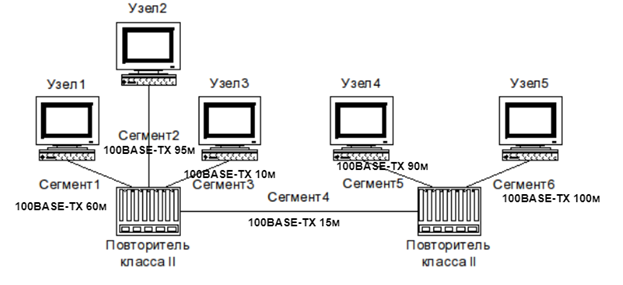 Узел2
Узел1
Узел3
Узел4
Узел5
Сегмент2
100BASE-TX 95м
100BASE-TX 10м
100BASE-TX 90м
Сегмент1
Сегмент3
Сегмент4
Сегмент5
Сегмент6
100BASE-TX 60м
100BASE-TX 100м
100BASE-TX 15м
Повторитель
класса II
Повторитель
класса II